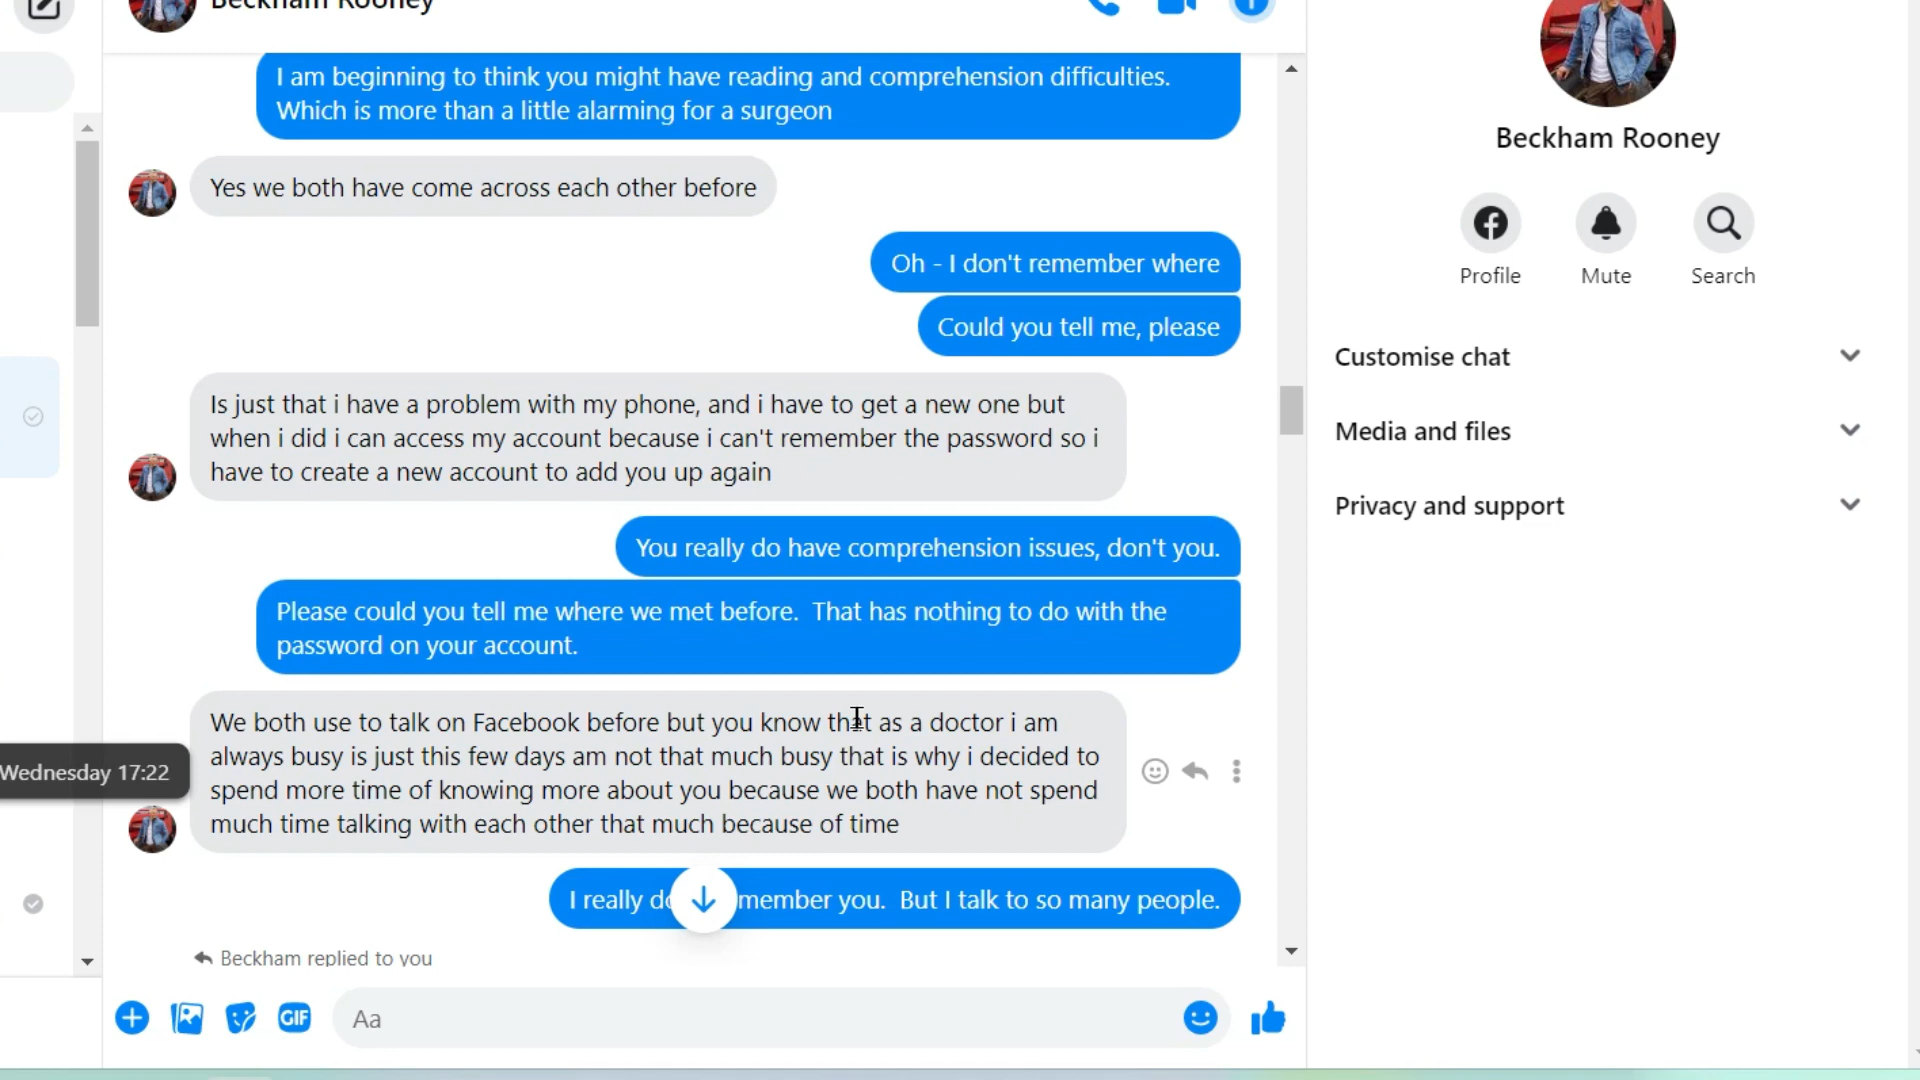 Beckham Rooney
I am beginning to think you might have reading and comprehension difficulties.
Which is more than a little alarming for a surgeon
Yes we both have come across each other before
Oh - I don't remember where
Could you tell me, please
Is just that i have a problem with my phone, and i have to get a new one but
when i did i can access my account because i can't remember the password so i
have to create a new account to add you up again
You really do have comprehension issues, don't you.
Please could you tell me where we met before.  That has nothing to do with the
password on your account.
We both use to talk on Facebook before but you know that as a doctor i am
always busy is just this few days am not that much busy that is why i decided to
spend more time of knowing more about you because we both have not spend
much time talking with each other that much because of time
Wednesday 17:22
I really do member you.  But I talk to so many people.
Beckham replied to you
GIF
Aa
Beckham Rooney
Profile
Mute
Search
Customise chat
Media and files
Privacy and support